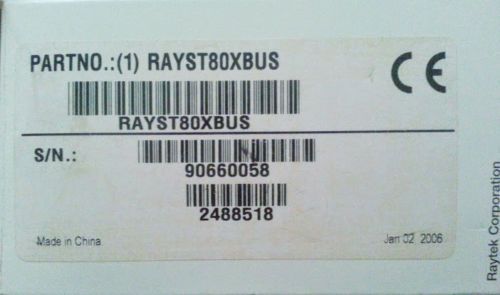 PARTNO.:(1) RAYST80XBUS
CE
RAYST80XBUS
S/N.:
90660058
2488518
Made in China
Jan 02, 2006
Raytek Corporation